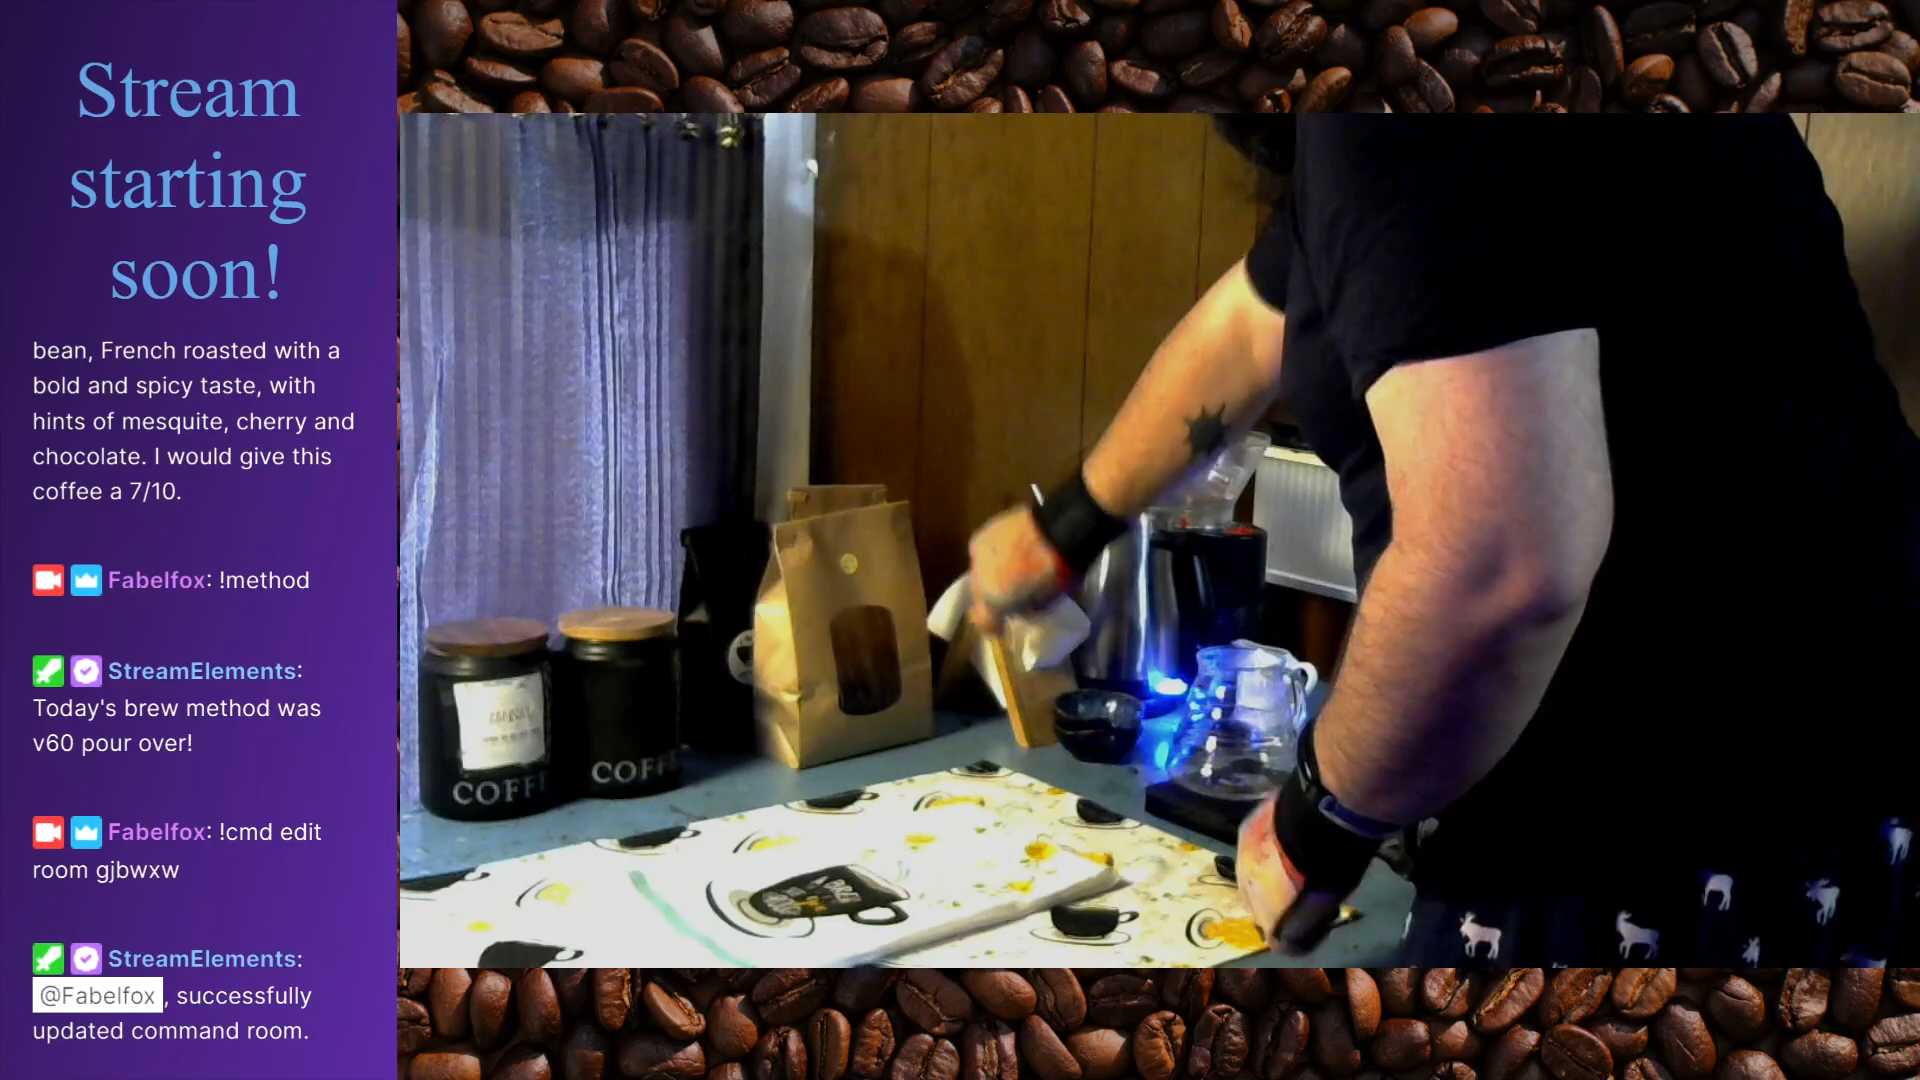 Stream
starting
soon!
bean, French roasted with a
bold and spicy taste, with
hints of mesquite, cherry and
chocolate. I would give this
coffee a 7/10.
Fabelfox: !method
StreamElements:
Today's brew method was
v60 pour over!
Fabelfox: !cmd edit
room gjbwxw
StreamElements:
@Fabelfox, successfully
updated command room.
COFF
COF